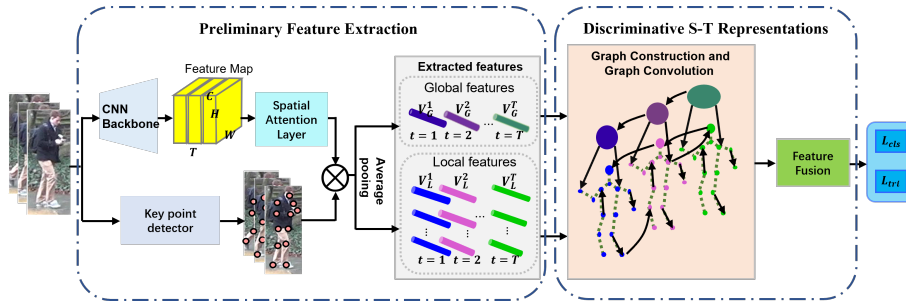 Preliminary Feature Extraction
Discriminative S-T Representations
CNN
Backbone
Feature Map
C
H
W
T
Spatial
Attention
Layer
Key point
detector
Average
pooing
Extracted features
Global features
V_G^1 V_G^2 ... V_G^T
t = 1 t = 2 t = T
Local features
V_L^1 V_L^2 V_L^T
...
⋮ ⋮ ⋮
t = 1 t = 2 t = T
Graph Construction and
Graph Convolution
Feature
Fusion
L_cls
L_trl